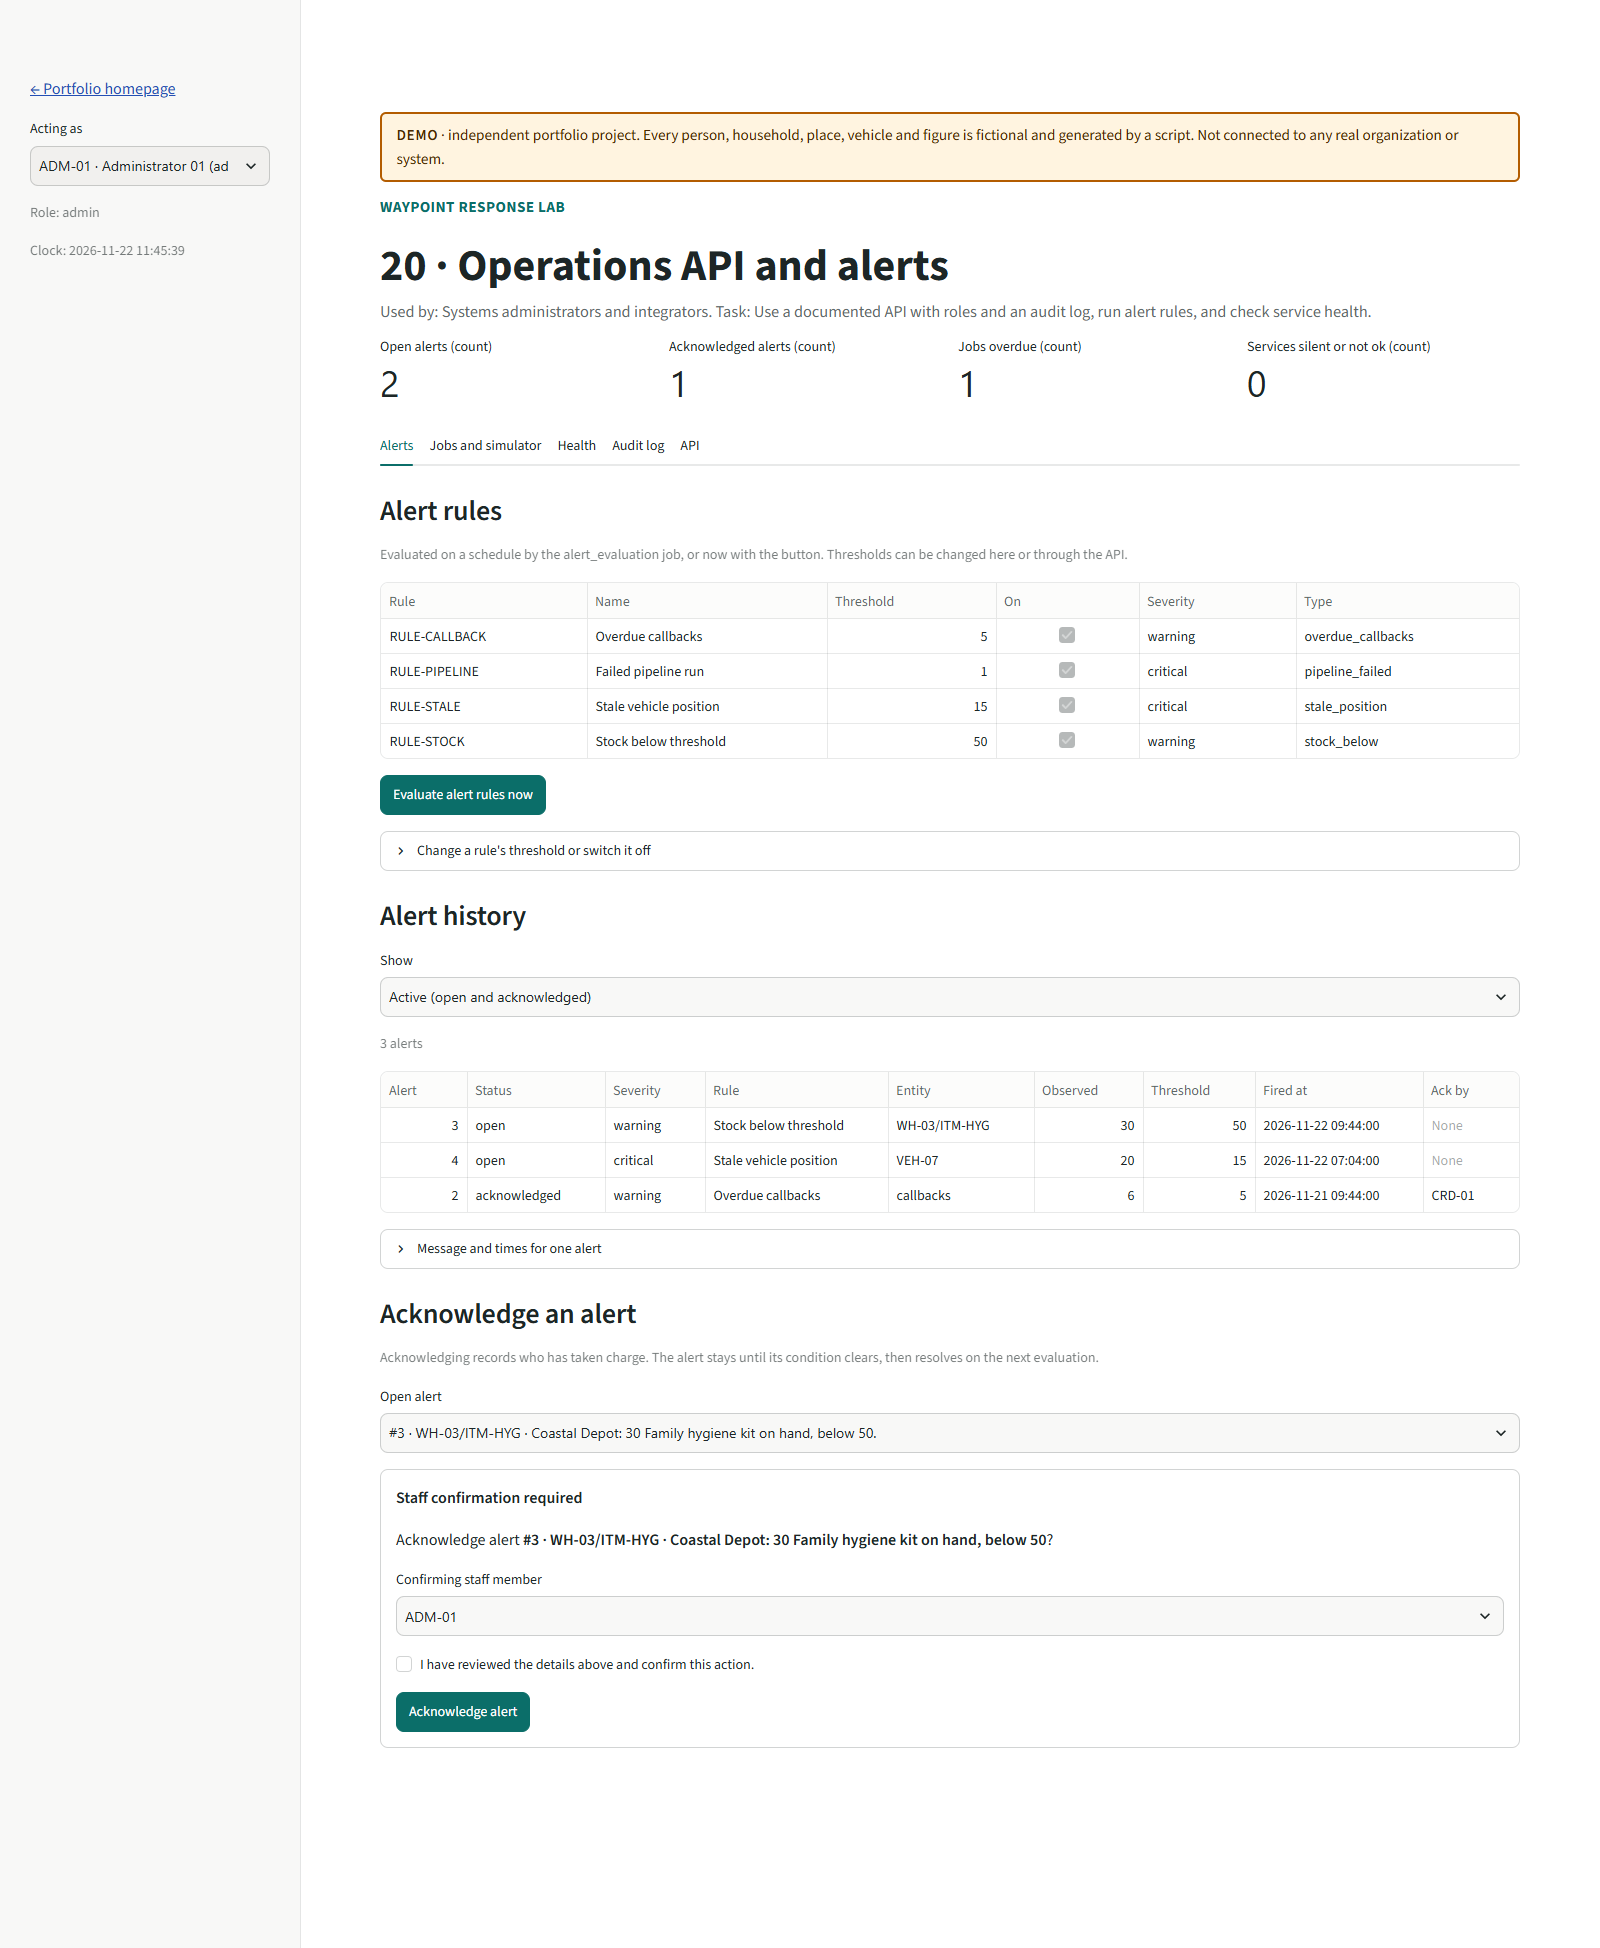 ← Portfolio homepage
Acting as
ADM-01 · Administrator 01 (ad
Role: admin
Clock: 2026-11-22 11:45:39
DEMO · independent portfolio project. Every person, household, place, vehicle and figure is fictional and generated by a script. Not connected to any real organization or
system.
WAYPOINT RESPONSE LAB
20 · Operations API and alerts
Used by: Systems administrators and integrators. Task: Use a documented API with roles and an audit log, run alert rules, and check service health.
Open alerts (count) Acknowledged alerts (count) Jobs overdue (count) Services silent or not ok (count)
2 1 1 0
Alerts Jobs and simulator Health Audit log API
Alert rules
Evaluated on a schedule by the alert_evaluation job, or now with the button. Thresholds can be changed here or through the API.
Rule Name Threshold On Severity Type
RULE-CALLBACK Overdue callbacks 5 warning overdue_callbacks
RULE-PIPELINE Failed pipeline run 1 critical pipeline_failed
RULE-STALE Stale vehicle position 15 critical stale_position
RULE-STOCK Stock below threshold 50 warning stock_below
Evaluate alert rules now
Change a rule's threshold or switch it off
Alert history
Show
Active (open and acknowledged)
3 alerts
Alert Status Severity Rule Entity Observed Threshold Fired at Ack by
3 open warning Stock below threshold WH-03/ITM-HYG 30 50 2026-11-22 09:44:00 None
4 open critical Stale vehicle position VEH-07 20 15 2026-11-22 07:04:00 None
2 acknowledged warning Overdue callbacks callbacks 6 5 2026-11-21 09:44:00 CRD-01
Message and times for one alert
Acknowledge an alert
Acknowledging records who has taken charge. The alert stays until its condition clears, then resolves on the next evaluation.
Open alert
#3 · WH-03/ITM-HYG · Coastal Depot: 30 Family hygiene kit on hand, below 50.
Staff confirmation required
Acknowledge alert #3 · WH-03/ITM-HYG · Coastal Depot: 30 Family hygiene kit on hand, below 50?
Confirming staff member
ADM-01
I have reviewed the details above and confirm this action.
Acknowledge alert